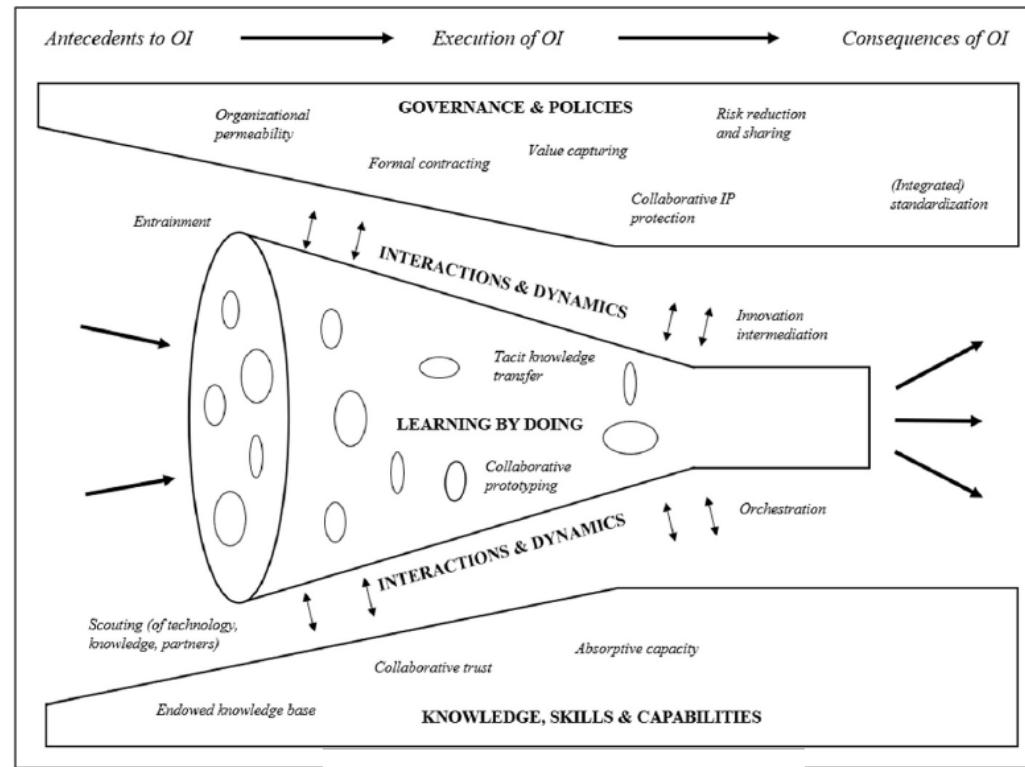 Antecedents to OI
Execution of OI
Consequences of OI
GOVERNANCE & POLICIES
Organizational
permeability
Risk reduction
and sharing
Formal contracting
Value capturing
Collaborative IP
protection
(Integrated)
standardization
Entrainment
INTERACTIONS & DYNAMICS
Innovation
intermediation
Tacit knowledge
transfer
LEARNING BY DOING
Collaborative
prototyping
Orchestration
INTERACTIONS & DYNAMICS
Scouting (of technology,
knowledge, partners)
Collaborative trust
Absorptive capacity
Endowed knowledge base
KNOWLEDGE, SKILLS & CAPABILITIES